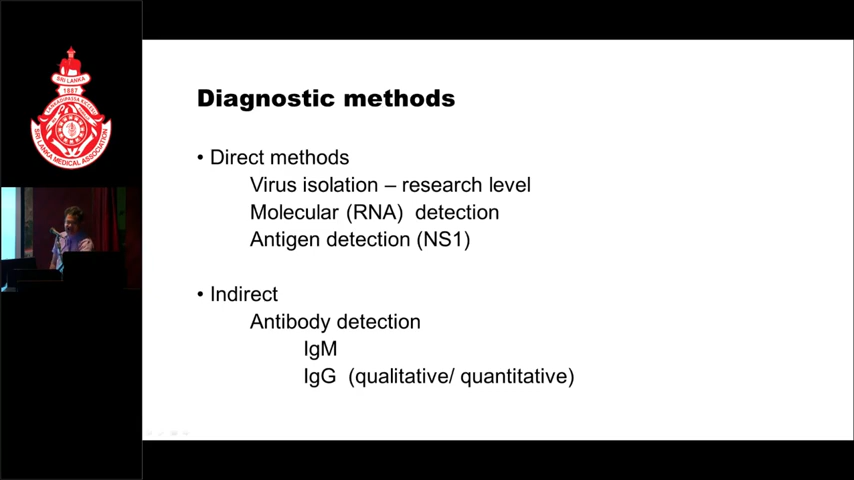 SRI LANKA
1887
SRI LANKA MEDICAL ASSOCIATION
Diagnostic methods
• Direct methods
Virus isolation – research level
Molecular (RNA) detection
Antigen detection (NS1)
• Indirect
Antibody detection
IgM
IgG (qualitative/ quantitative)